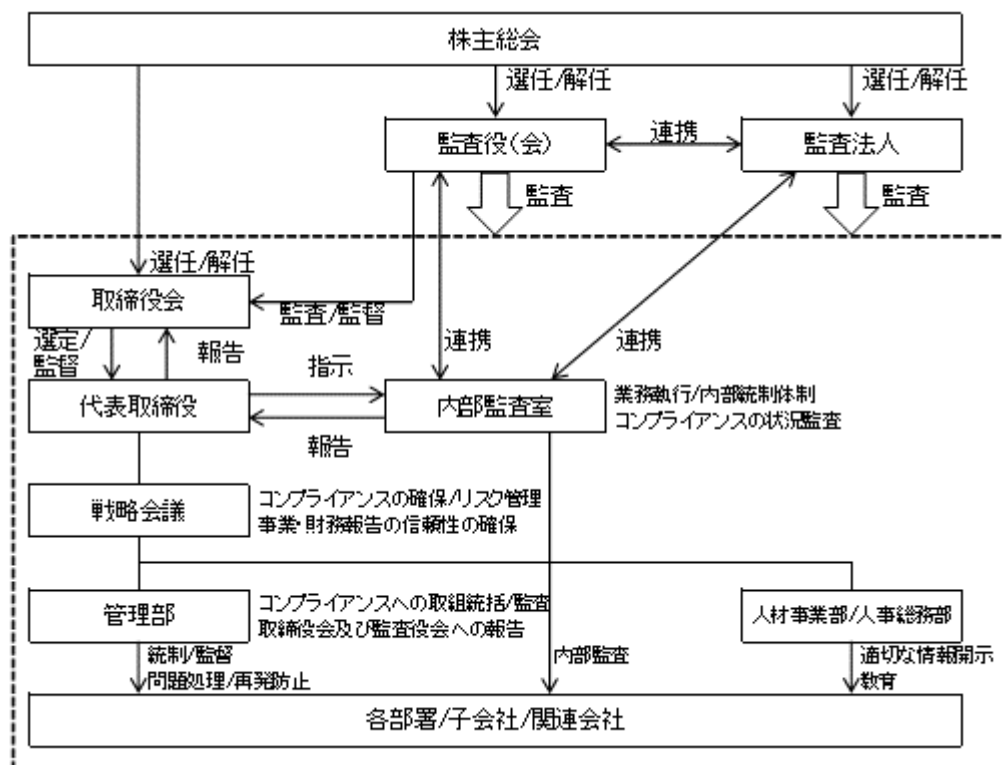 株主総会
選任/解任
選任/解任
監査役(会)
連携
監査法人
監査
監査
選任/解任
取締役会
監査/監督
選定/
監督
報告
連携
連携
指示
代表取締役
内部監査室
業務執行/内部統制体制
コンプライアンスの状況監査
報告
戦略会議
コンプライアンスの確保/リスク管理
事業・財務報告の信頼性の確保
管理部
コンプライアンスへの取組統括/監査
取締役会及び監査役会への報告
人材事業部/人事総務部
統制/監督
問題処理/再発防止
内部監査
適切な情報開示
教育
各部署/子会社/関連会社